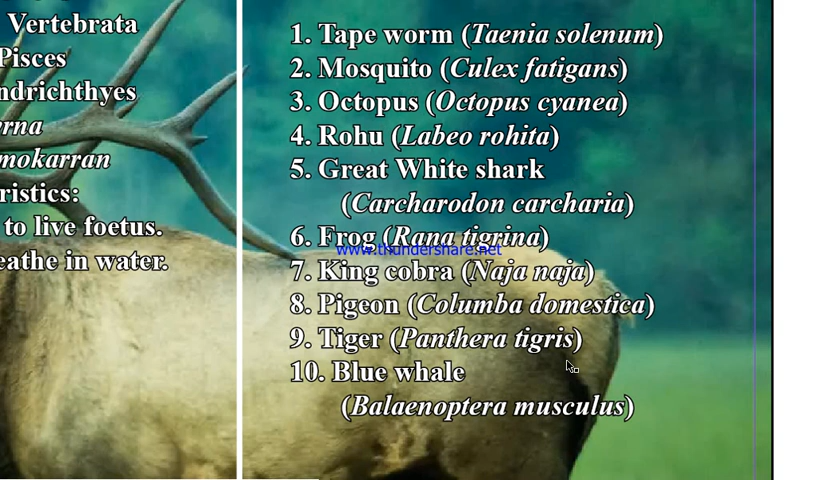 Vertebrata
Pisces
ndrichthyes
erna
mokarran
ristics:
to live foetus.
eathe in water.
1. Tape worm (Taenia solenum)
2. Mosquito (Culex fatigans)
3. Octopus (Octopus cyanea)
4. Rohu (Labeo rohita)
5. Great White shark
(Carcharodon carcharia)
6. Frog (Rana tigrina)
www.thundershare.net
7. King cobra (Naja naja)
8. Pigeon (Columba domestica)
9. Tiger (Panthera tigris)
10. Blue whale
(Balaenoptera musculus)